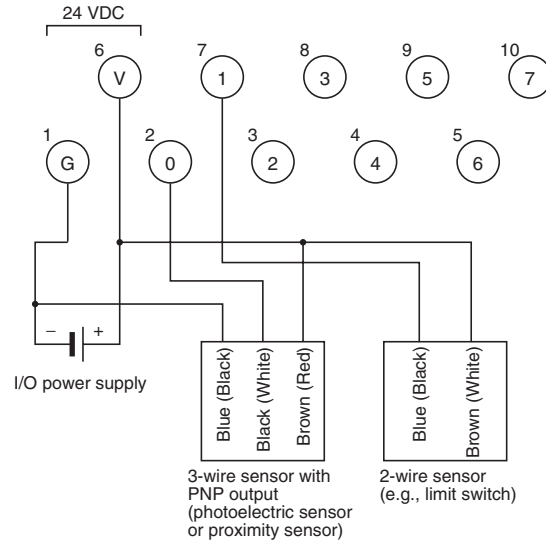 24 VDC
6 7 8 9 10
V 1 3 5 7
1 2 3 4 5
G 0 2 4 6
− +
I/O power supply
Blue (Black)
Black (White)
Brown (Red)
Blue (Black)
Brown (White)
3-wire sensor with
PNP output
(photoelectric sensor
or proximity sensor)
2-wire sensor
(e.g., limit switch)